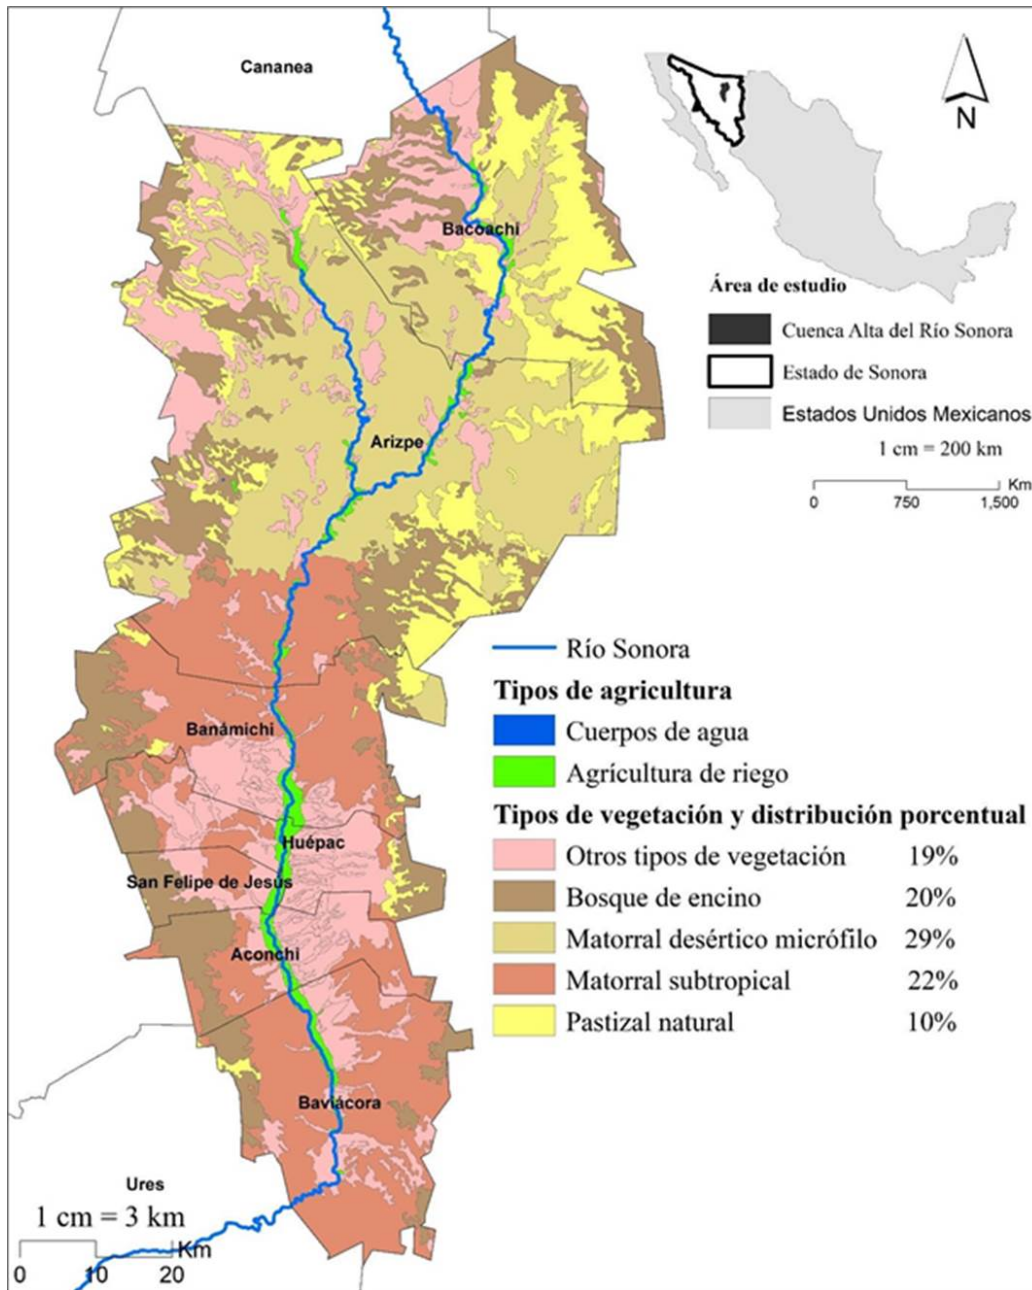 Cananea
N
Bacoachi
Área de estudio
Cuenca Alta del Río Sonora
Estado de Sonora
Estados Unidos Mexicanos
1 cm = 200 km
Km
0 750 1,500
Arizpe
Río Sonora
Tipos de agricultura
Cuerpos de agua
Agrícultura de riego
Tipos de vegetación y distribución porcentual
Otros tipos de vegetación 19%
Bosque de encino 20%
Matorral desértico micrófilo 29%
Matorral subtropical 22%
Pastizal natural 10%
Banámichi
Huépac
San Felipe de Jesús
Aconchi
Baviácora
Ures
1 cm = 3 km
Km
0 10 20